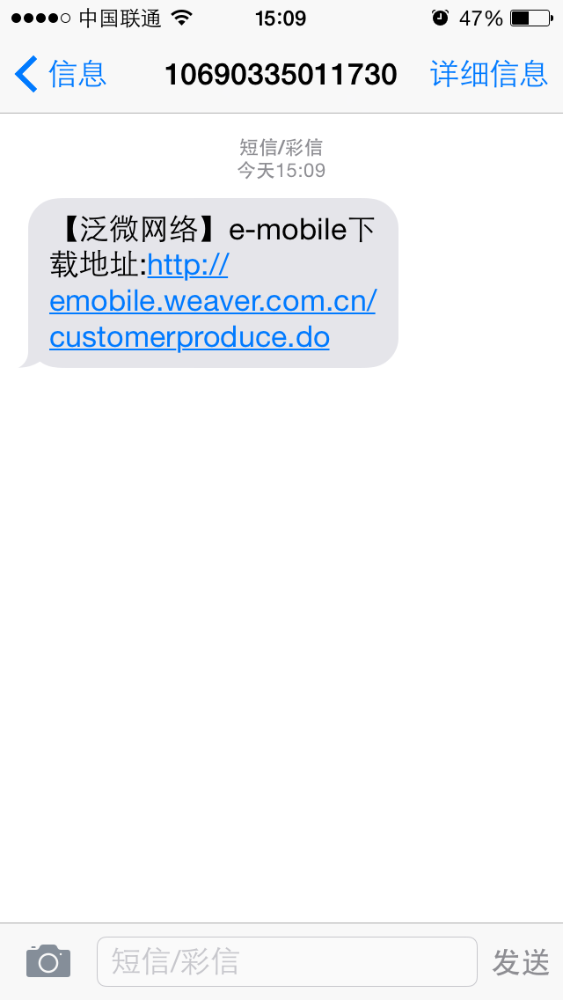 中国联通 15:09 47%
信息 10690335011730 详细信息
短信/彩信
今天15:09
【泛微网络】e-mobile下
载地址:http://
emobile.weaver.com.cn/
customerproduce.do
短信/彩信 发送